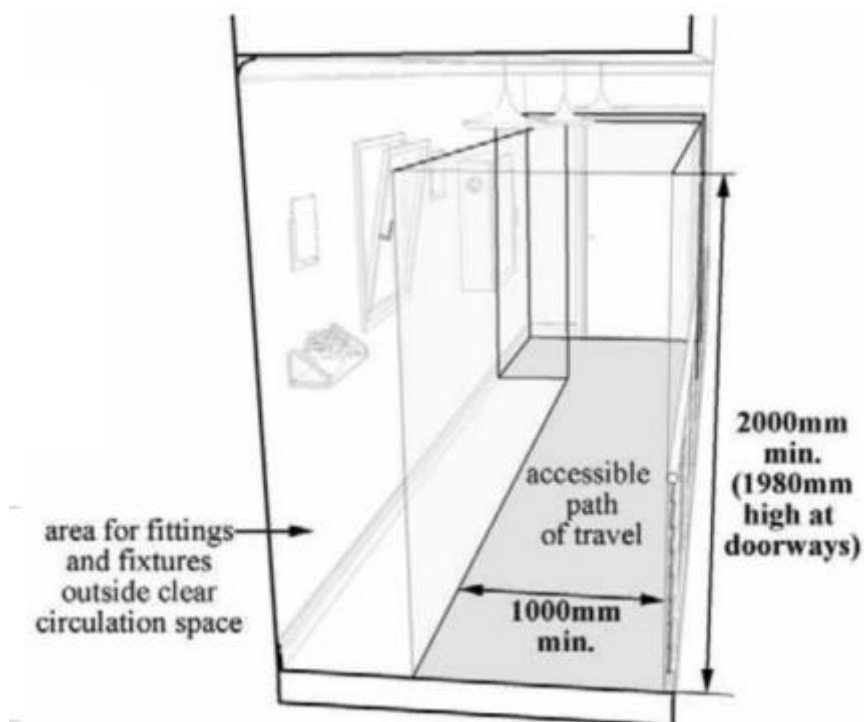 area for fittings
and fixtures
outside clear
circulation space
accessible
path
of travel
1000mm
min.
2000mm
min.
(1980mm
high at
doorways)